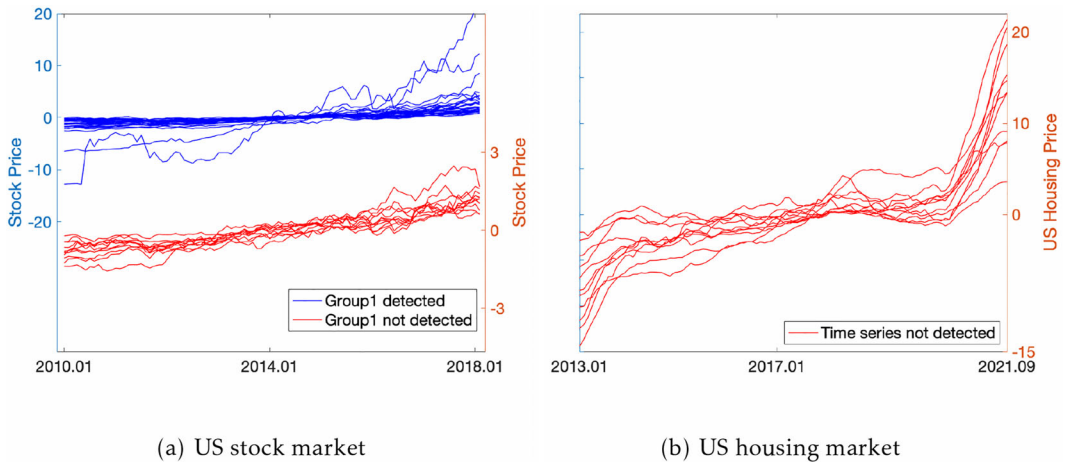 20
10
0
-10
-20
Stock Price
3
0
-3
Stock Price
Group1 detected
Group1 not detected
2010.01 2014.01 2018.01
(a) US stock market
20
10
0
-15
US Housing Price
Time series not detected
2013.01 2017.01 2021.09
(b) US housing market